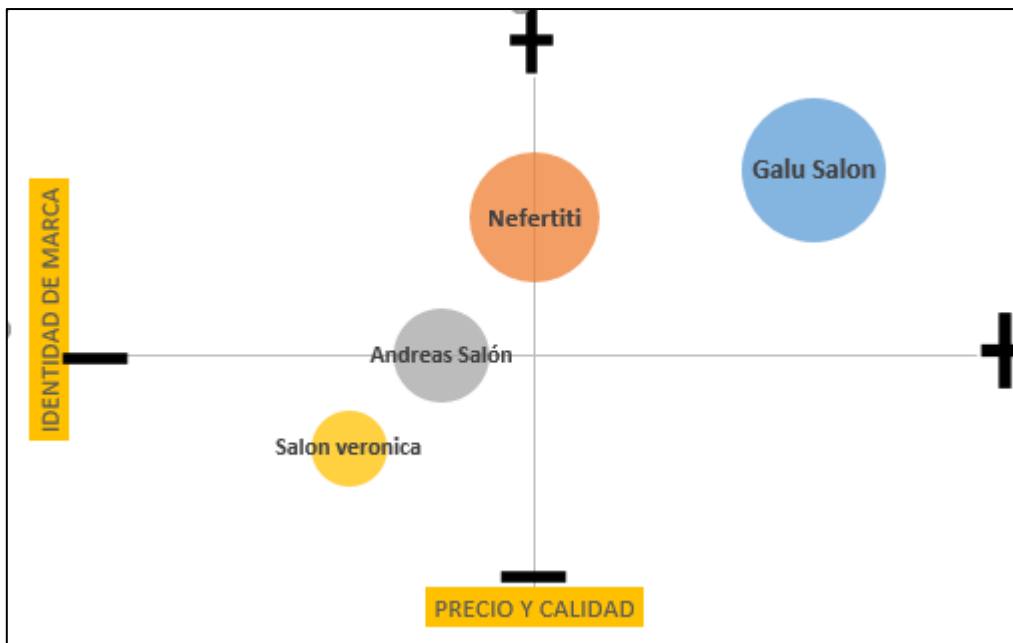 Galu Salon
Nefertiti
IDENTIDAD DE MARCA
Andreas Salón
Salon veronica
PRECIO Y CALIDAD